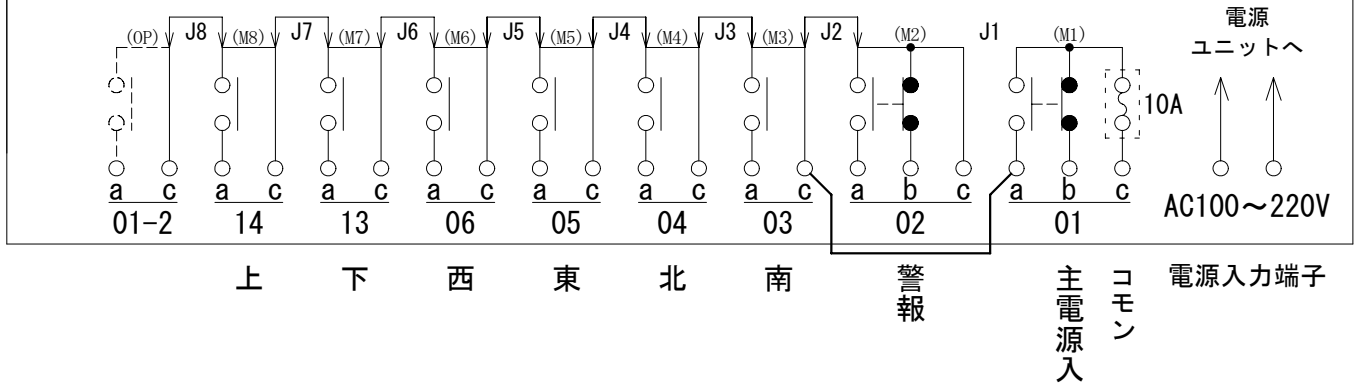 電源
ユニットへ
(OP) J8 (M8) J7 (M7) J6 (M6) J5 (M5) J4 (M4) J3 (M3) J2 (M2) J1 (M1)
10A
a c a c a c a c a c a c a c a b c a b c
01-2 14 13 06 05 04 03 02 01 AC100～220V
上 下 西 東 北 南 警報 主電源入 コモン 電源入力端子